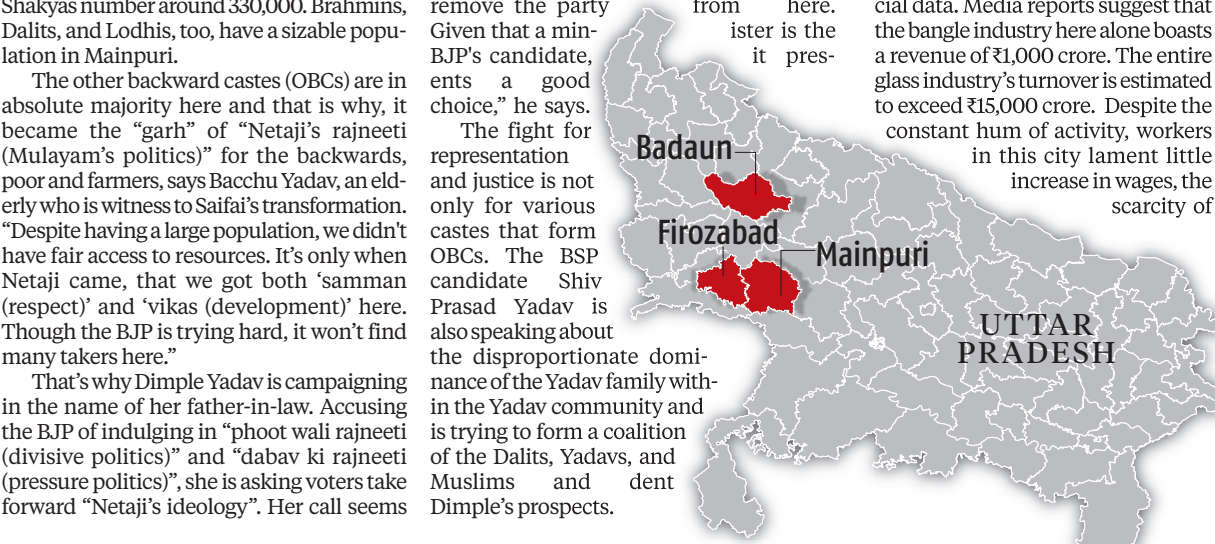 Shakyas number around 330,000. Brahmins,
Dalits, and Lodhis, too, have a sizable popu-
lation in Mainpuri.
The other backward castes (OBCs) are in
absolute majority here and that is why, it
became the “garh” of “Netaji’s rajneeti
(Mulayam’s politics)” for the backwards,
poor and farmers, says Bacchu Yadav, an eld-
erly who is witness to Saifai’s transformation.
“Despite having a large population, we didn't
have fair access to resources. It’s only when
Netaji came, that we got both ‘samman
(respect)’ and ‘vikas (development)’ here.
Though the BJP is trying hard, it won’t find
many takers here.”
That’s why Dimple Yadav is campaigning
in the name of her father-in-law. Accusing
the BJP of indulging in “phoot wali rajneeti
(divisive politics)” and “dabav ki rajneeti
(pressure politics)”, she is asking voters take
forward “Netaji’s ideology”. Her call seems
remove the party from here.
Given that a min- ister is the
BJP's candidate, it pres-
ents a good
choice,” he says.
The fight for
representation
and justice is not
only for various
castes that form
OBCs. The BSP
candidate Shiv
Prasad Yadav is
also speaking about
the disproportionate domi-
nance of the Yadav family with-
in the Yadav community and
is trying to form a coalition
of the Dalits, Yadavs, and
Muslims and dent
Dimple’s prospects.
cial data. Media reports suggest that
the bangle industry here alone boasts
a revenue of ₹1,000 crore. The entire
glass industry’s turnover is estimated
to exceed ₹15,000 crore. Despite the
constant hum of activity, workers
in this city lament little
increase in wages, the
scarcity of
Badaun
Firozabad
Mainpuri
UTTAR
PRADESH